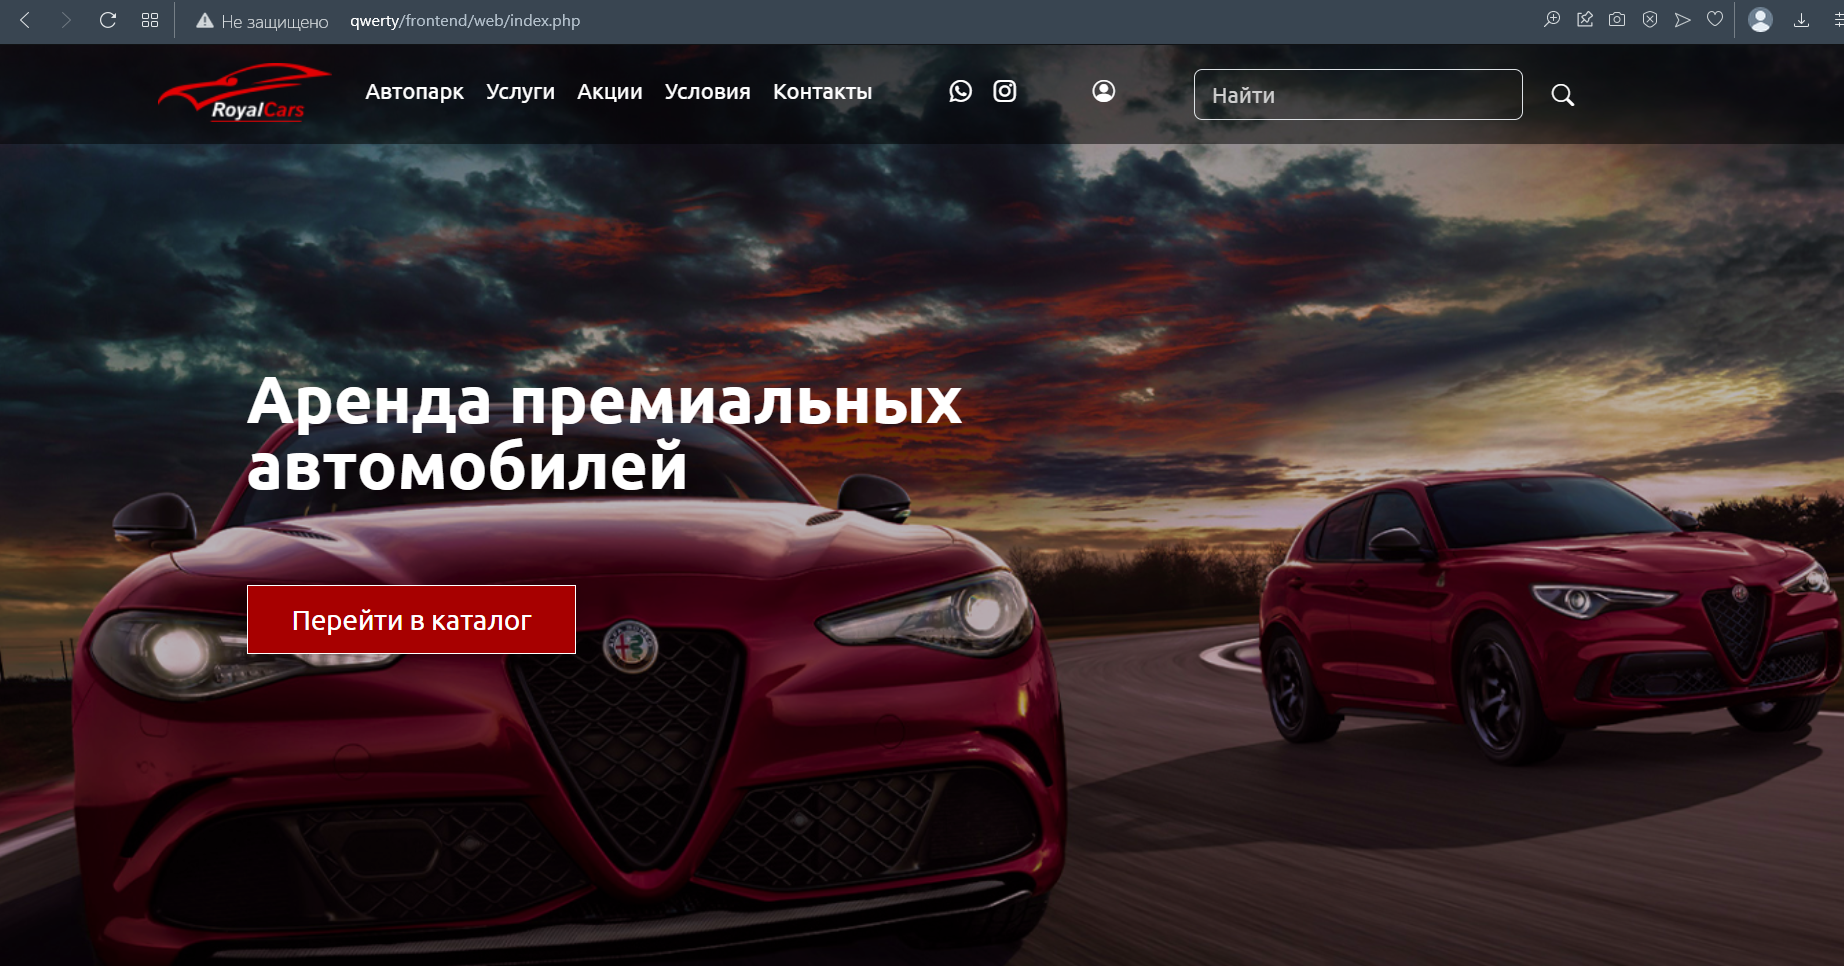 Не защищено qwerty/frontend/web/index.php
RoyalCars
Автопарк Услуги Акции Условия Контакты Найти
Аренда премиальных
автомобилей
Перейти в каталог